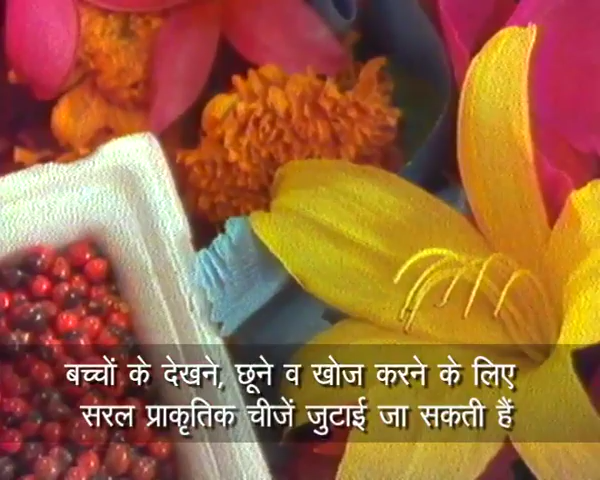 बच्चों के देखने, छूने व खोज करने के लिए
सरल प्राकृतिक चीजें जुटाई जा सकती हैं